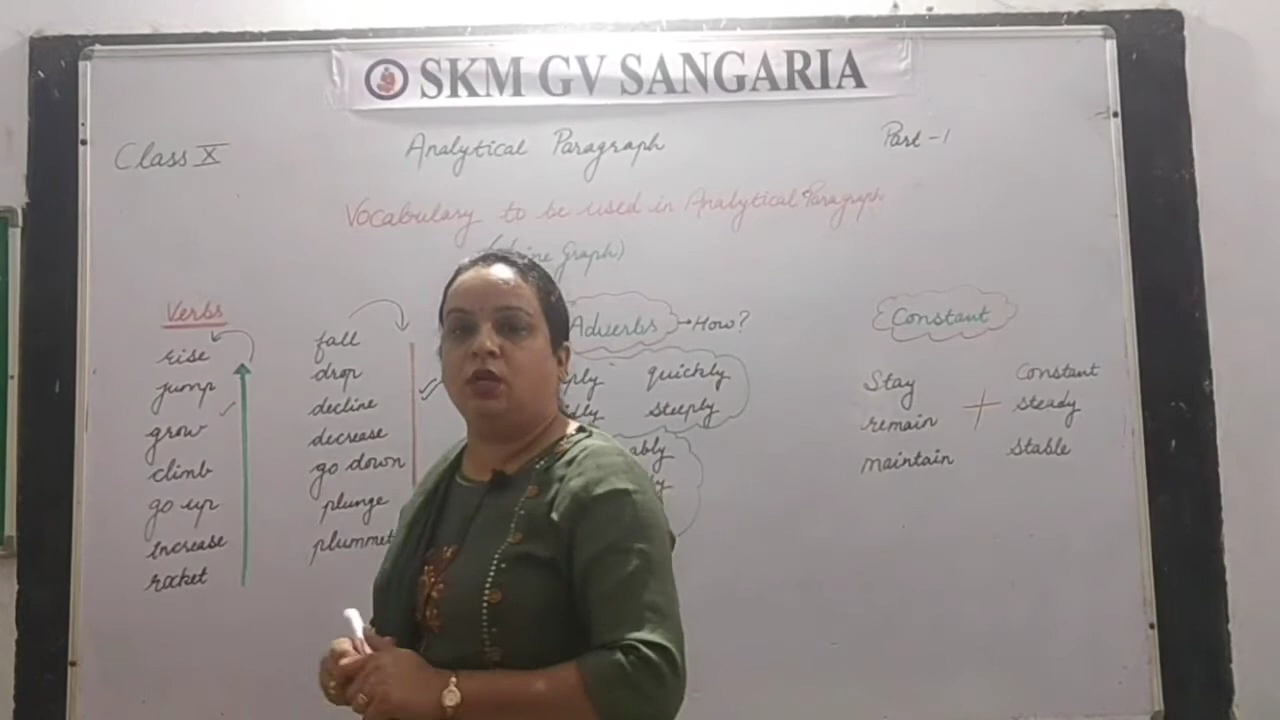 SKM GV SANGARIA
Class X
Analytical Paragraph
Part-1
Vocabulary to be used in Analytical Paragraph
Graph)
Verbs
rise
jump
grow
climb
go up
increase
rocket
fall
drop
decline
decrease
go down
plunge
plummet
Adverbs → How?
quickly
steeply
Constant
Stay
remain
maintain
+
Constant
steady
stable